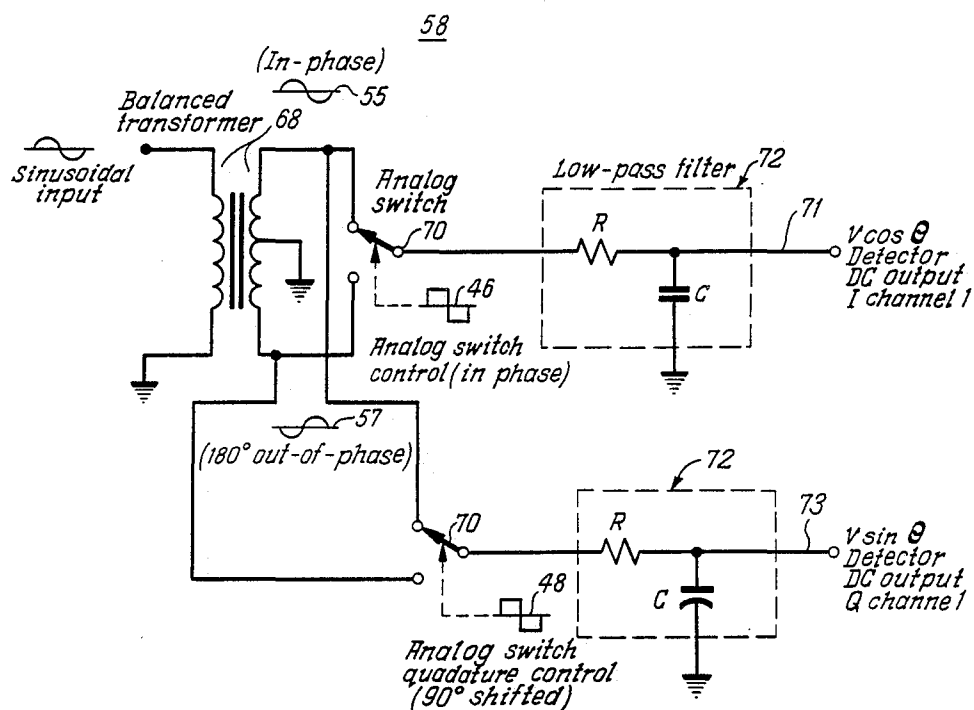 58
(In-phase)
55
Balanced
transformer
68
Sinusoidal
input
Analog
switch
70
46
Analog switch
control (in phase)
Low-pass filter
72
R
C
71
V cos θ
Detector
DC output
I channel 1
57
(180° out-of-phase)
70
48
Analog switch
quadature control
(90° shifted)
72
R
C
73
V sin θ
Detector
DC output
Q channel